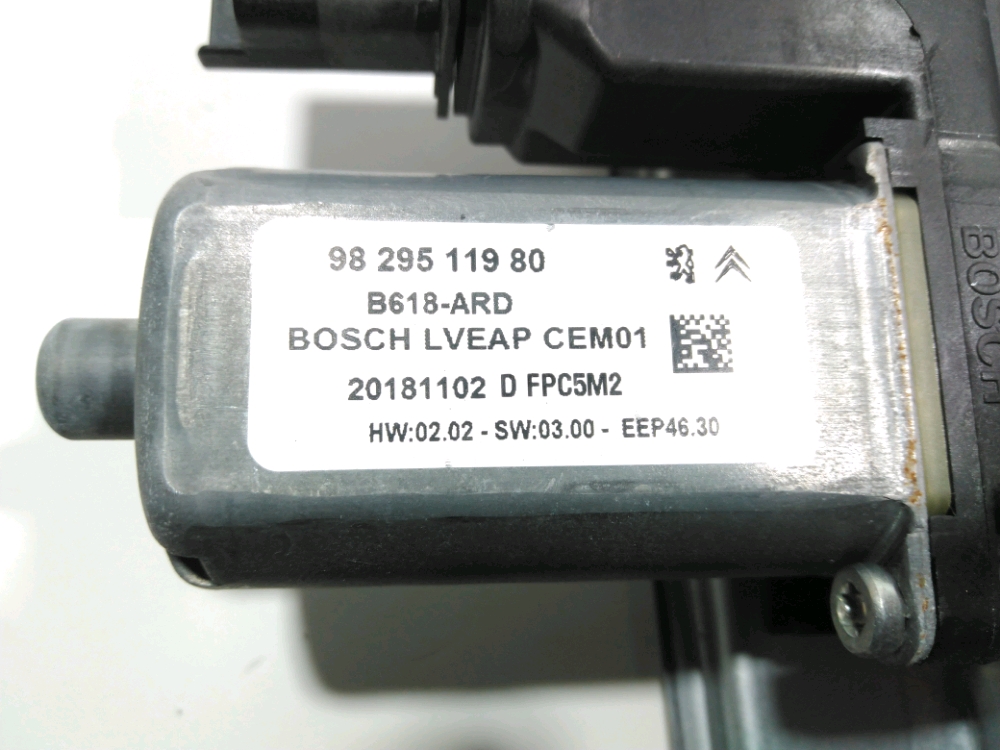 98 295 119 80
B618-ARD
BOSCH LVEAP CEM01
20181102 D FPC5M2
HW:02.02 - SW:03.00 - EEP46.30
BOSCH